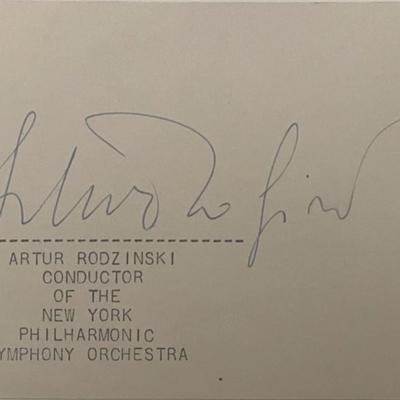 ARTUR RODZINSKI
CONDUCTOR
OF THE
NEW YORK
PHILHARMONIC
YMPHONY ORCHESTRA